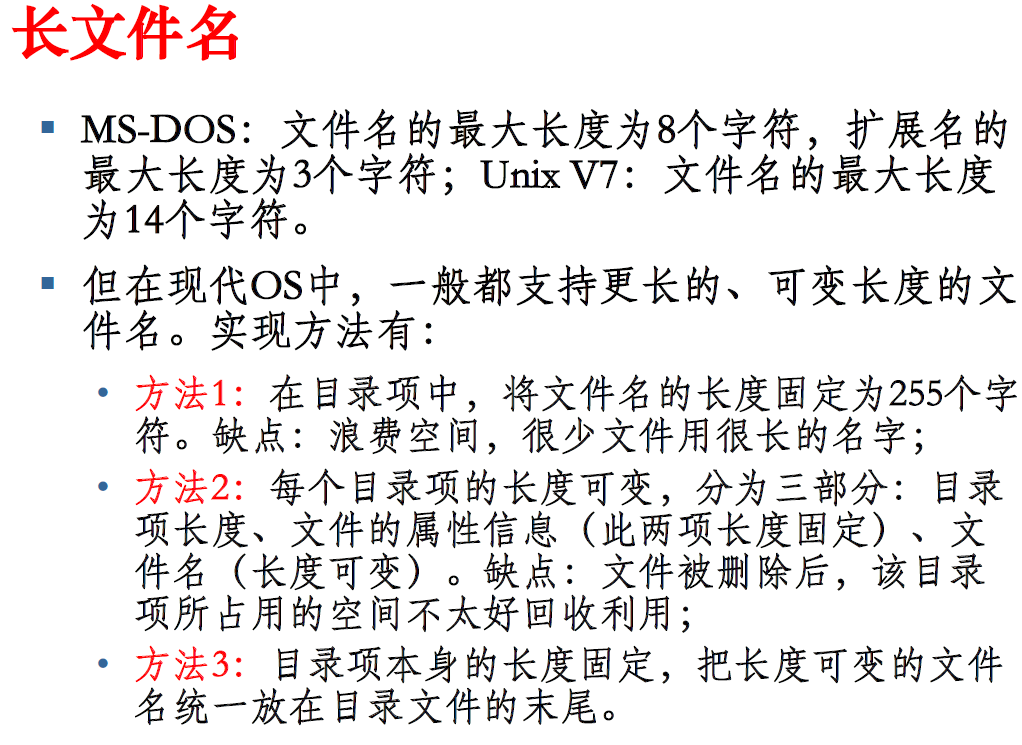 长文件名
MS-DOS：文件名的最大长度为8个字符，扩展名的
最大长度为3个字符；Unix V7：文件名的最大长度
为14个字符。
但在现代OS中，一般都支持更长的、可变长度的文
件名。实现方法有：
方法1：在目录项中，将文件名的长度固定为255个字
符。缺点：浪费空间，很少文件用很长的名字；
方法2：每个目录项的长度可变，分为三部分：目录
项长度、文件的属性信息（此两项长度固定）、文
件名（长度可变）。缺点：文件被删除后，该目录
项所占用的空间不太好回收利用；
方法3：目录项本身的长度固定，把长度可变的文件
名统一放在目录文件的末尾。